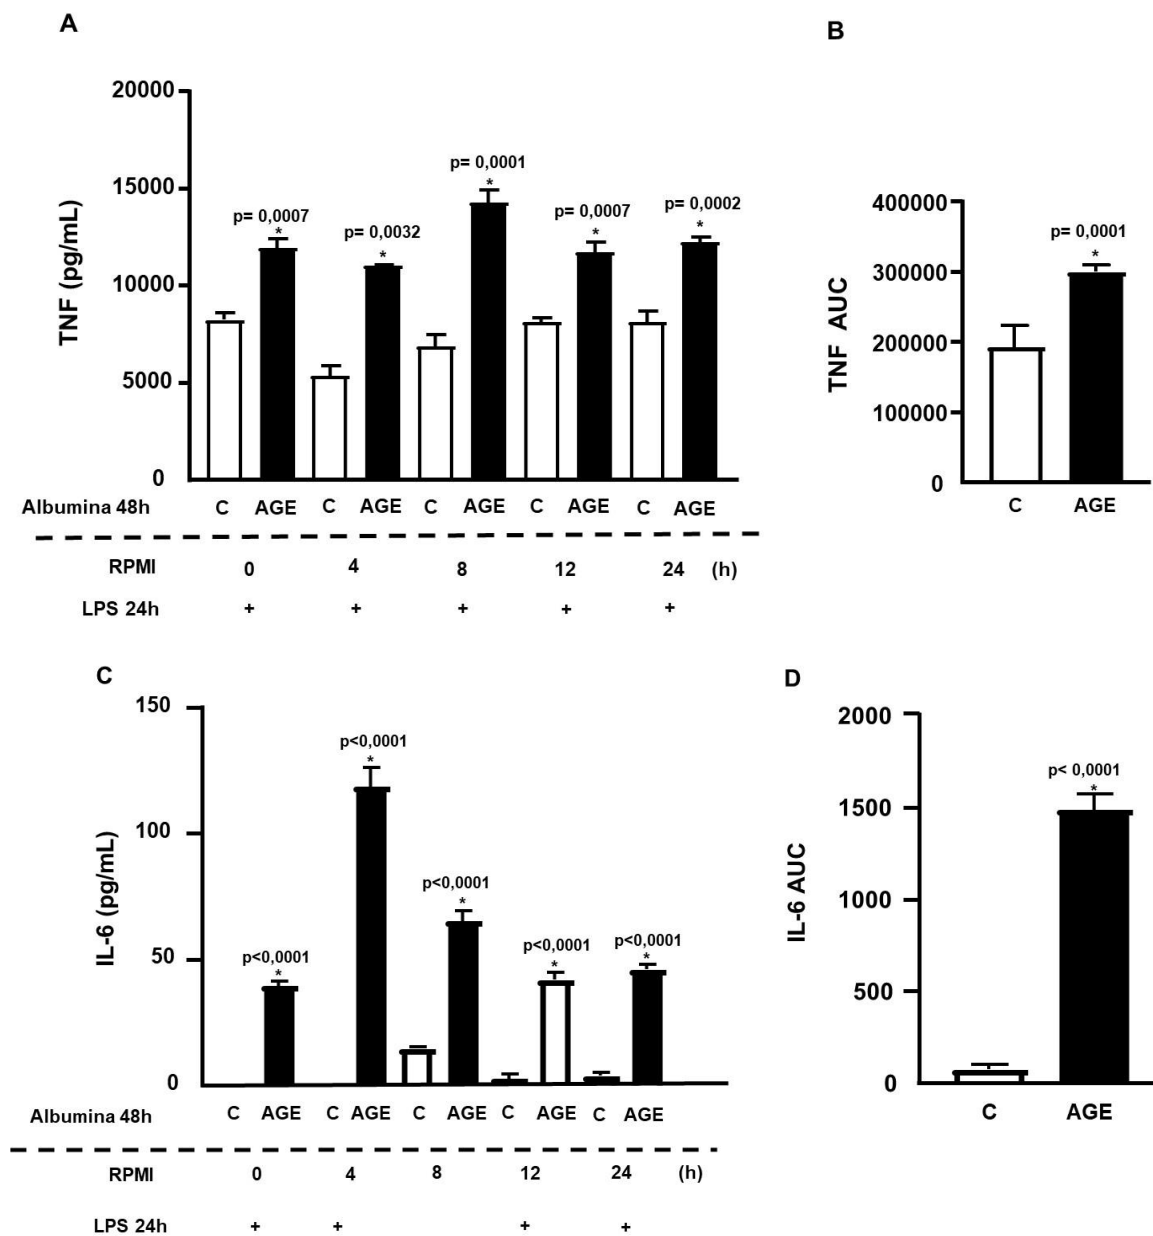 A
TNF (pg/mL)
20000
15000
10000
5000
0
p= 0,0007
*
p= 0,0032
*
p= 0,0001
*
p= 0,0007
*
p= 0,0002
*
Albumina 48h C AGE C AGE C AGE C AGE C AGE
RPMI 0 4 8 12 24 (h)
LPS 24h + + + + +
B
TNF AUC
400000
300000
200000
100000
0
p= 0,0001
*
C AGE
C
IL-6 (pg/mL)
150
100
50
0
p<0,0001
*
p<0,0001
*
p<0,0001
*
p<0,0001
*
p<0,0001
*
Albumina 48h C AGE C AGE C AGE C AGE C AGE
RPMI 0 4 8 12 24 (h)
LPS 24h + + + +
D
IL-6 AUC
2000
1500
1000
500
0
p< 0,0001
*
C AGE